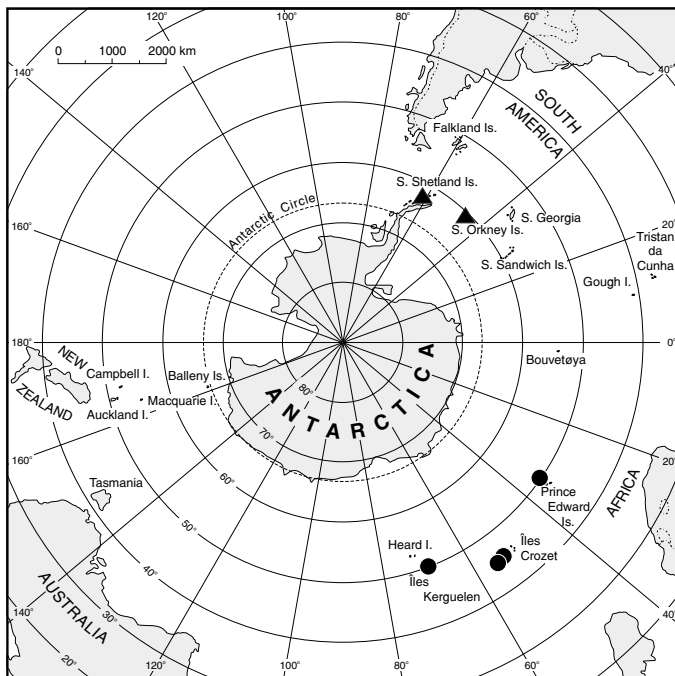 120°
100°
80°
60°
140°
40°
0 1000 2000 km
SOUTH
AMERICA
Falkland Is.
S. Shetland Is.
Antarctic Circle
160°
S. Georgia
S. Orkney Is.
20°
Tristan
da
Cunha
S. Sandwich Is.
Gough I.
180°
0°
NEW
ZEALAND
Campbell I.
Balleny Is.
Bouvetøya
Auckland I.
Macquarie I.
80°
ANTARCTICA
70°
160°
60°
20°
Tasmania
50°
Prince
Edward
Is.
AFRICA
40°
Heard I.
Îles
Crozet
Îles
Kerguelen
AUSTRALIA
140°
30°
40°
20°
120°
100°
80°
60°